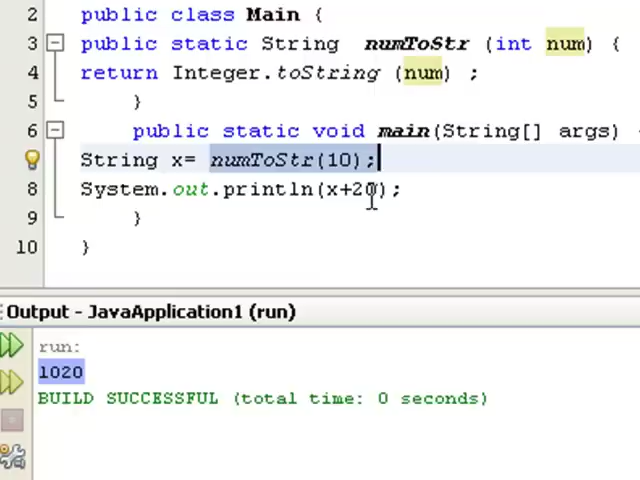 2 public class Main {
3 public static String numToStr (int num) {
4 return Integer.toString (num) ;
5 }
6 public static void main(String[] args) {
String x= numToStr(10);
8 System.out.println(x+20);
9 }
10 }
Output - JavaApplication1 (run)
run:
1020
BUILD SUCCESSFUL (total time: 0 seconds)